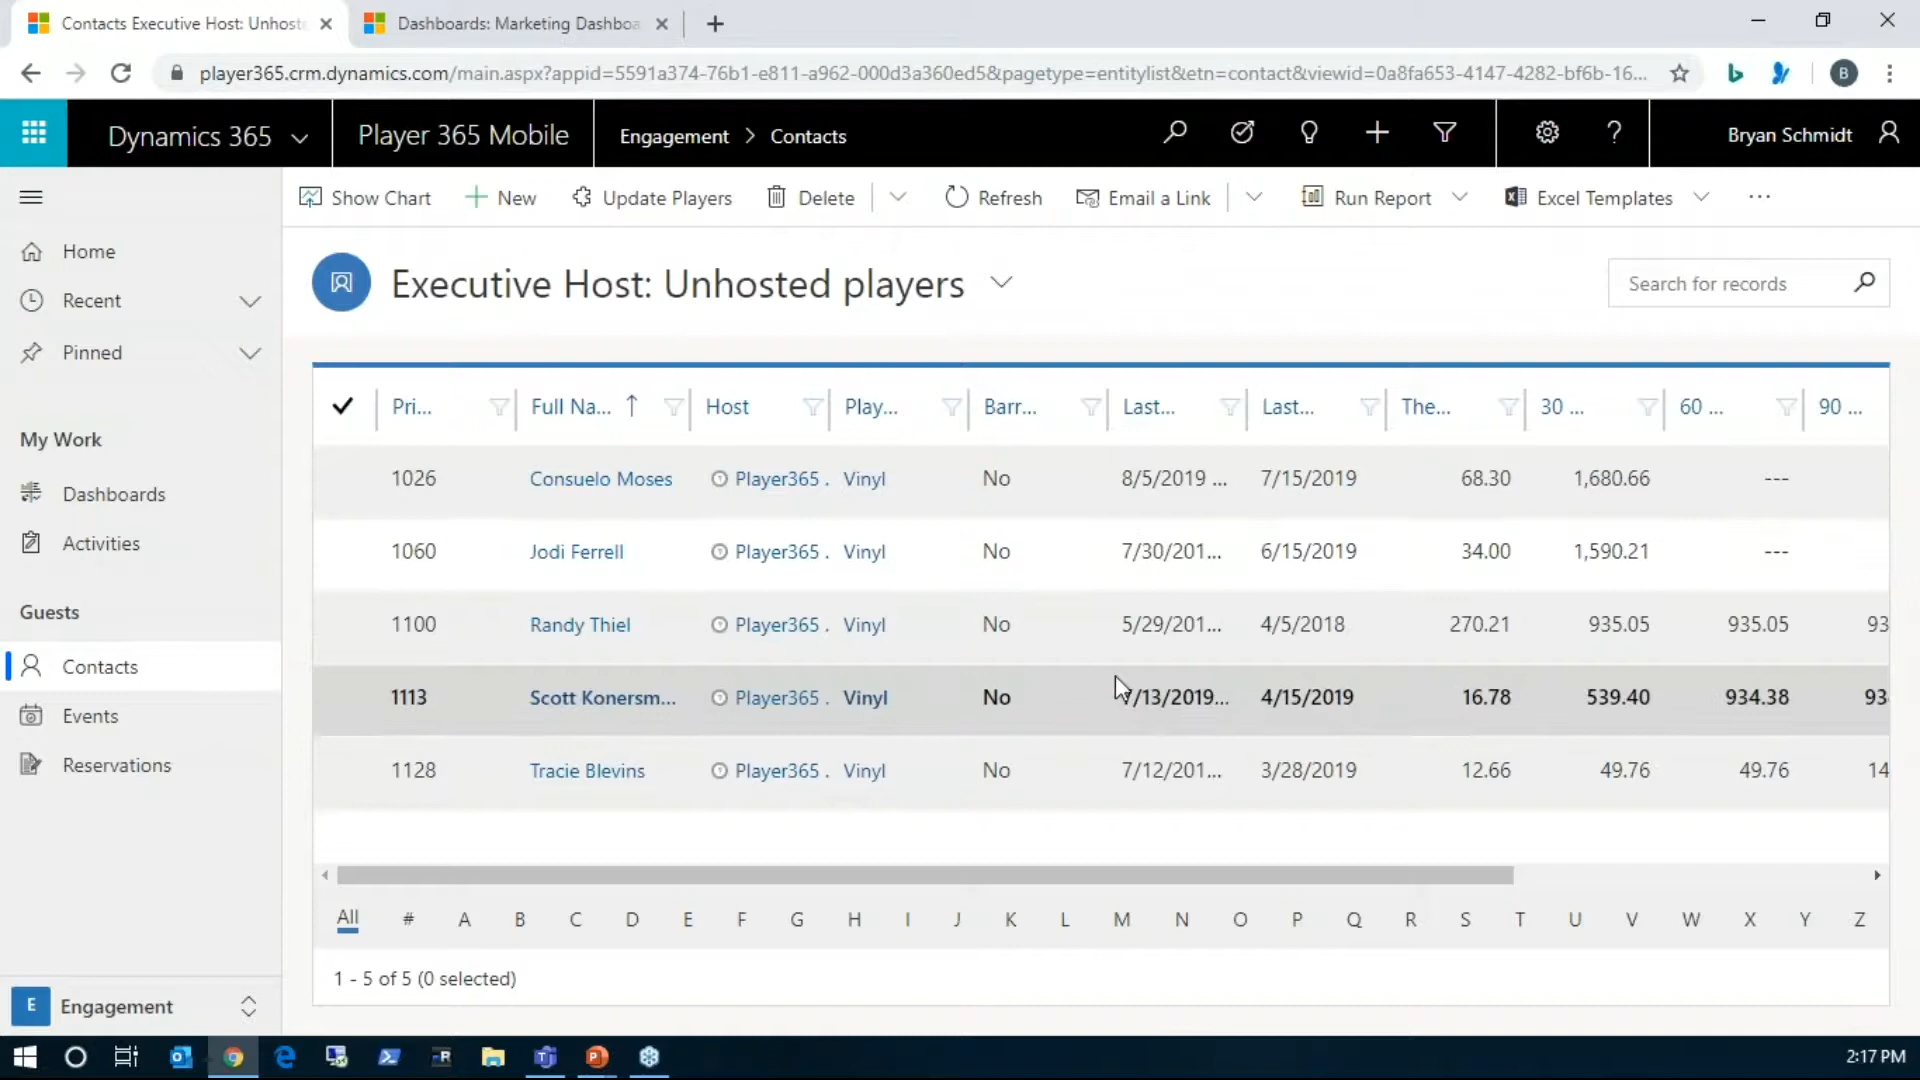 Contacts Executive Host: Unhoste
Dashboards: Marketing Dashboa
player365.crm.dynamics.com/main.aspx?appid=5591a374-76b1-e811-a962-000d3a360ed5&pagetype=entitylist&etn=contact&viewid=0a8fa653-4147-4282-bf6b-16...
B
Dynamics 365
Player 365 Mobile
Engagement > Contacts
Bryan Schmidt
Show Chart
New
Update Players
Delete
Refresh
Email a Link
Run Report
Excel Templates
Home
Recent
Pinned
My Work
Dashboards
Activities
Guests
Contacts
Events
Reservations
E Engagement
Executive Host: Unhosted players
Search for records
Pri... Full Na... Host Play... Barr... Last... Last... The... 30 ... 60 ... 90 ...
1026 Consuelo Moses Player365 . Vinyl No 8/5/2019 ... 7/15/2019 68.30 1,680.66 ---
1060 Jodi Ferrell Player365 . Vinyl No 7/30/201... 6/15/2019 34.00 1,590.21 ---
1100 Randy Thiel Player365 . Vinyl No 5/29/201... 4/5/2018 270.21 935.05 935.05 93
1113 Scott Konersm... Player365 . Vinyl No 7/13/2019... 4/15/2019 16.78 539.40 934.38 93
1128 Tracie Blevins Player365 . Vinyl No 7/12/201... 3/28/2019 12.66 49.76 49.76 14
All # A B C D E F G H I J K L M N O P Q R S T U V W X Y Z
1 - 5 of 5 (0 selected)
2:17 PM